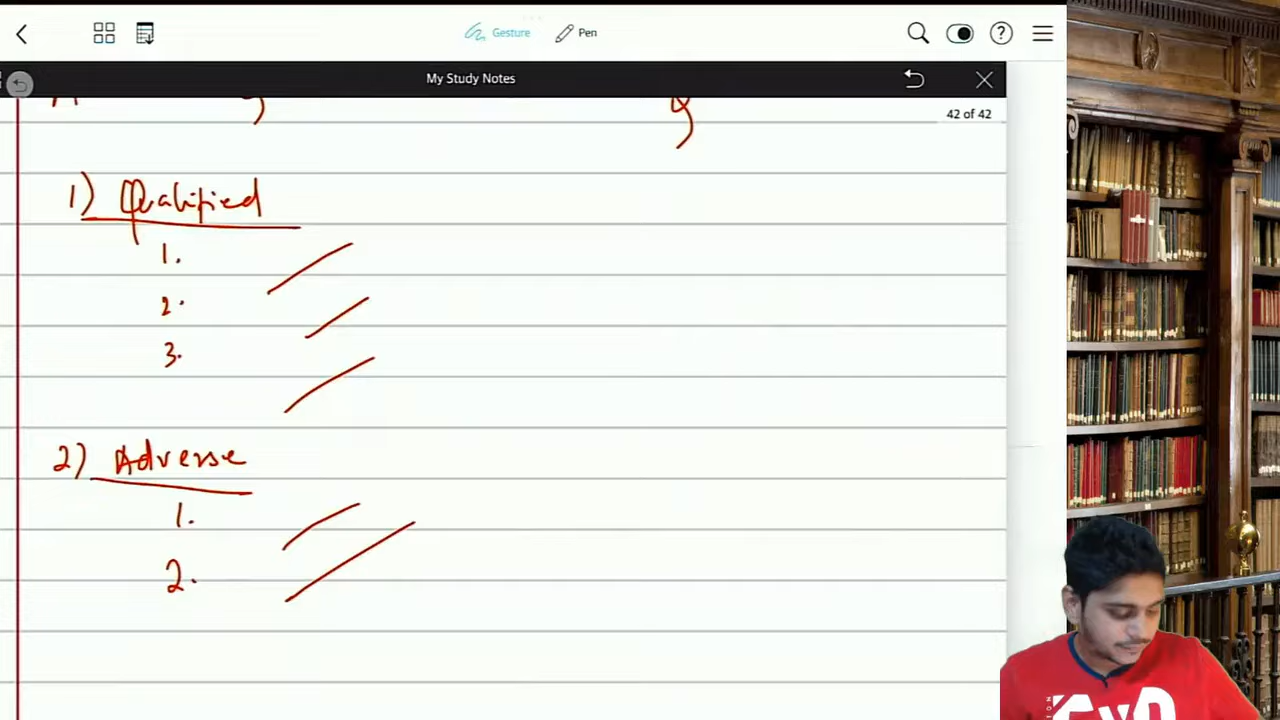 Gesture Pen
My Study Notes
42 of 42
1) Qualified
1.
2.
3.
2) Adverse
1.
2.